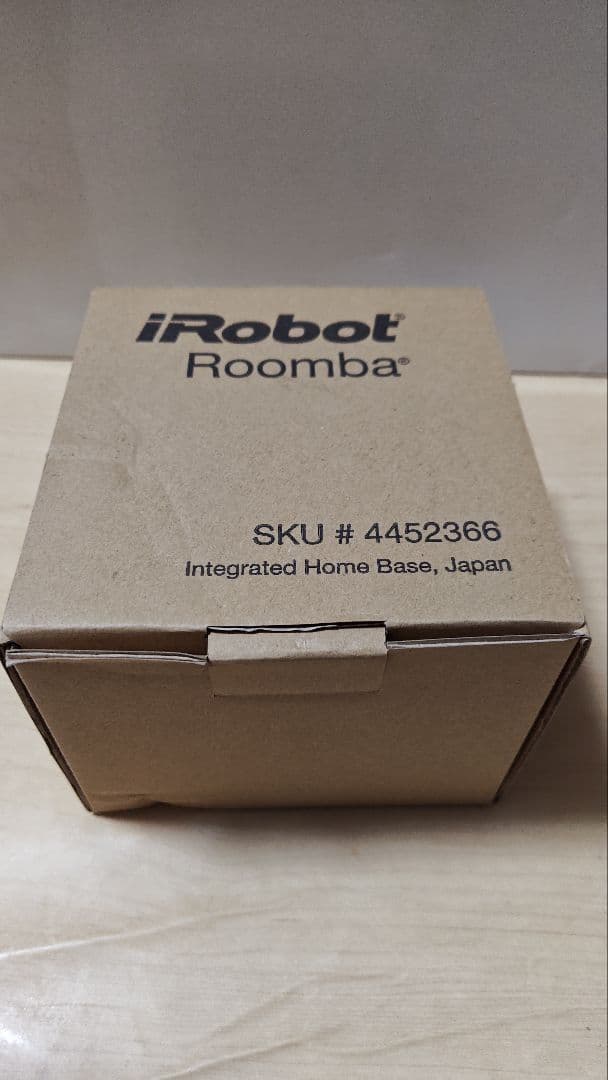 iRobot®
Roomba®
SKU # 4452366
Integrated Home Base, Japan